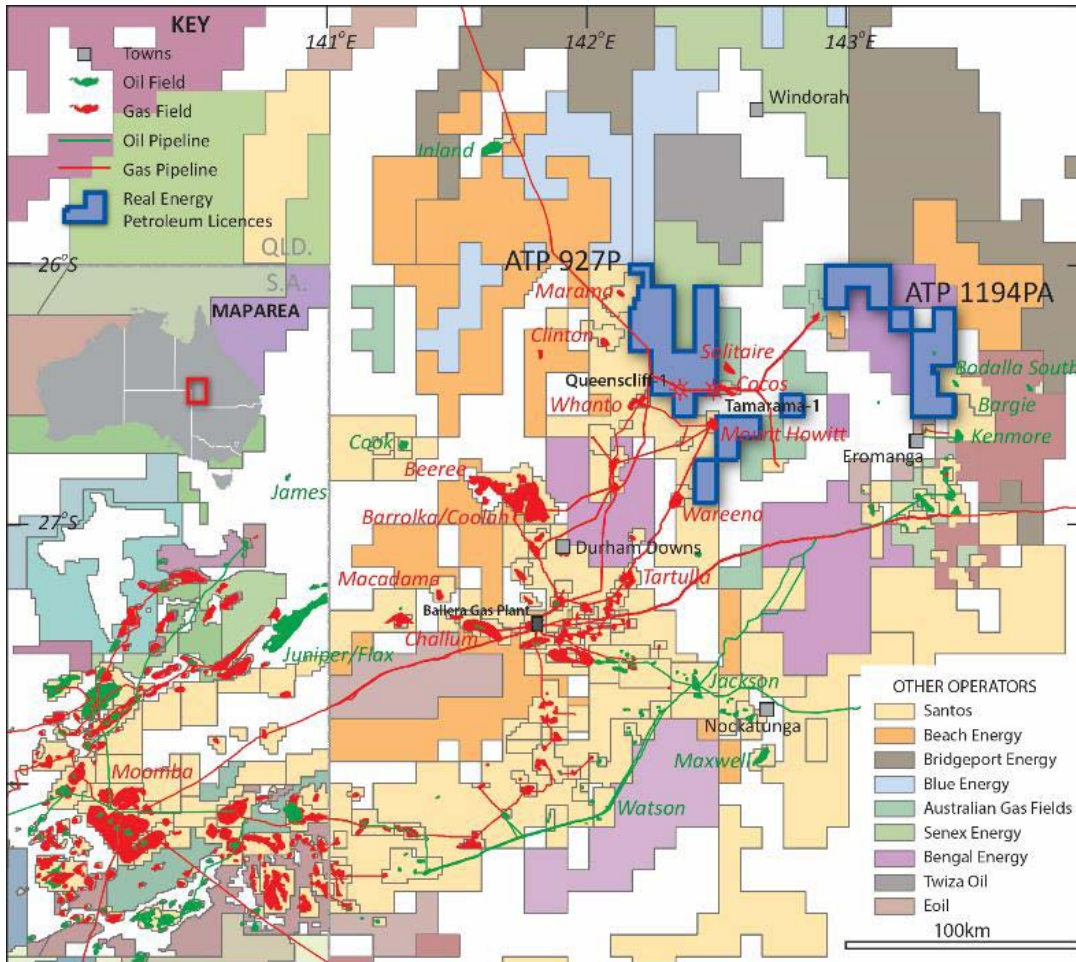 KEY
Towns
Oil Field
Gas Field
Oil Pipeline
Gas Pipeline
Real Energy
Petroleum Licences
141°E
142°E
143°E
Windorah
Inland
QLD.
26°S
S.A.
MAPAREA
ATP 927P
ATP 1194PA
Marama
Clinton
Solitaire
Bodalla South
Queenscliff-1
Cocos
Whanto
Tamarama-1
Bargie
Mount Howitt
Kenmore
Cook
Eromanga
Beeree
James
Barrolka/Coolah
Wareena
27°S
Durham Downs
Macadama
Tartulla
Ballera Gas Plant
Challum
Juniper/Flax
Jackson
Nockatunga
Maxwell
Moomba
Watson
OTHER OPERATORS
Santos
Beach Energy
Bridgeport Energy
Blue Energy
Australian Gas Fields
Senex Energy
Bengal Energy
Twiza Oil
Eoil
100km